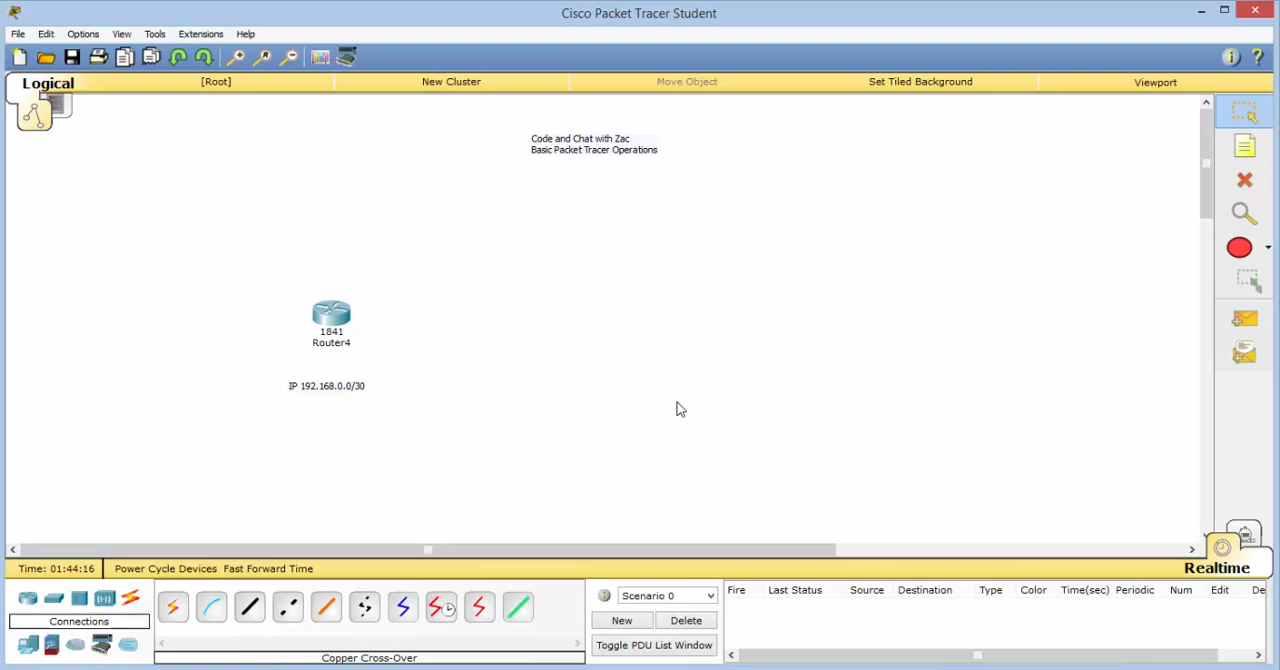 Cisco Packet Tracer Student
File Edit Options View Tools Extensions Help
Logical [Root] New Cluster Move Object Set Tiled Background Viewport
Code and Chat with Zac
Basic Packet Tracer Operations
1841
Router4
IP 192.168.0.0/30
Time: 01:44:16 Power Cycle Devices Fast Forward Time Realtime
Scenario 0 Fire Last Status Source Destination Type Color Time(sec) Periodic Num Edit De
Connections New Delete
Toggle PDU List Window
Copper Cross-Over